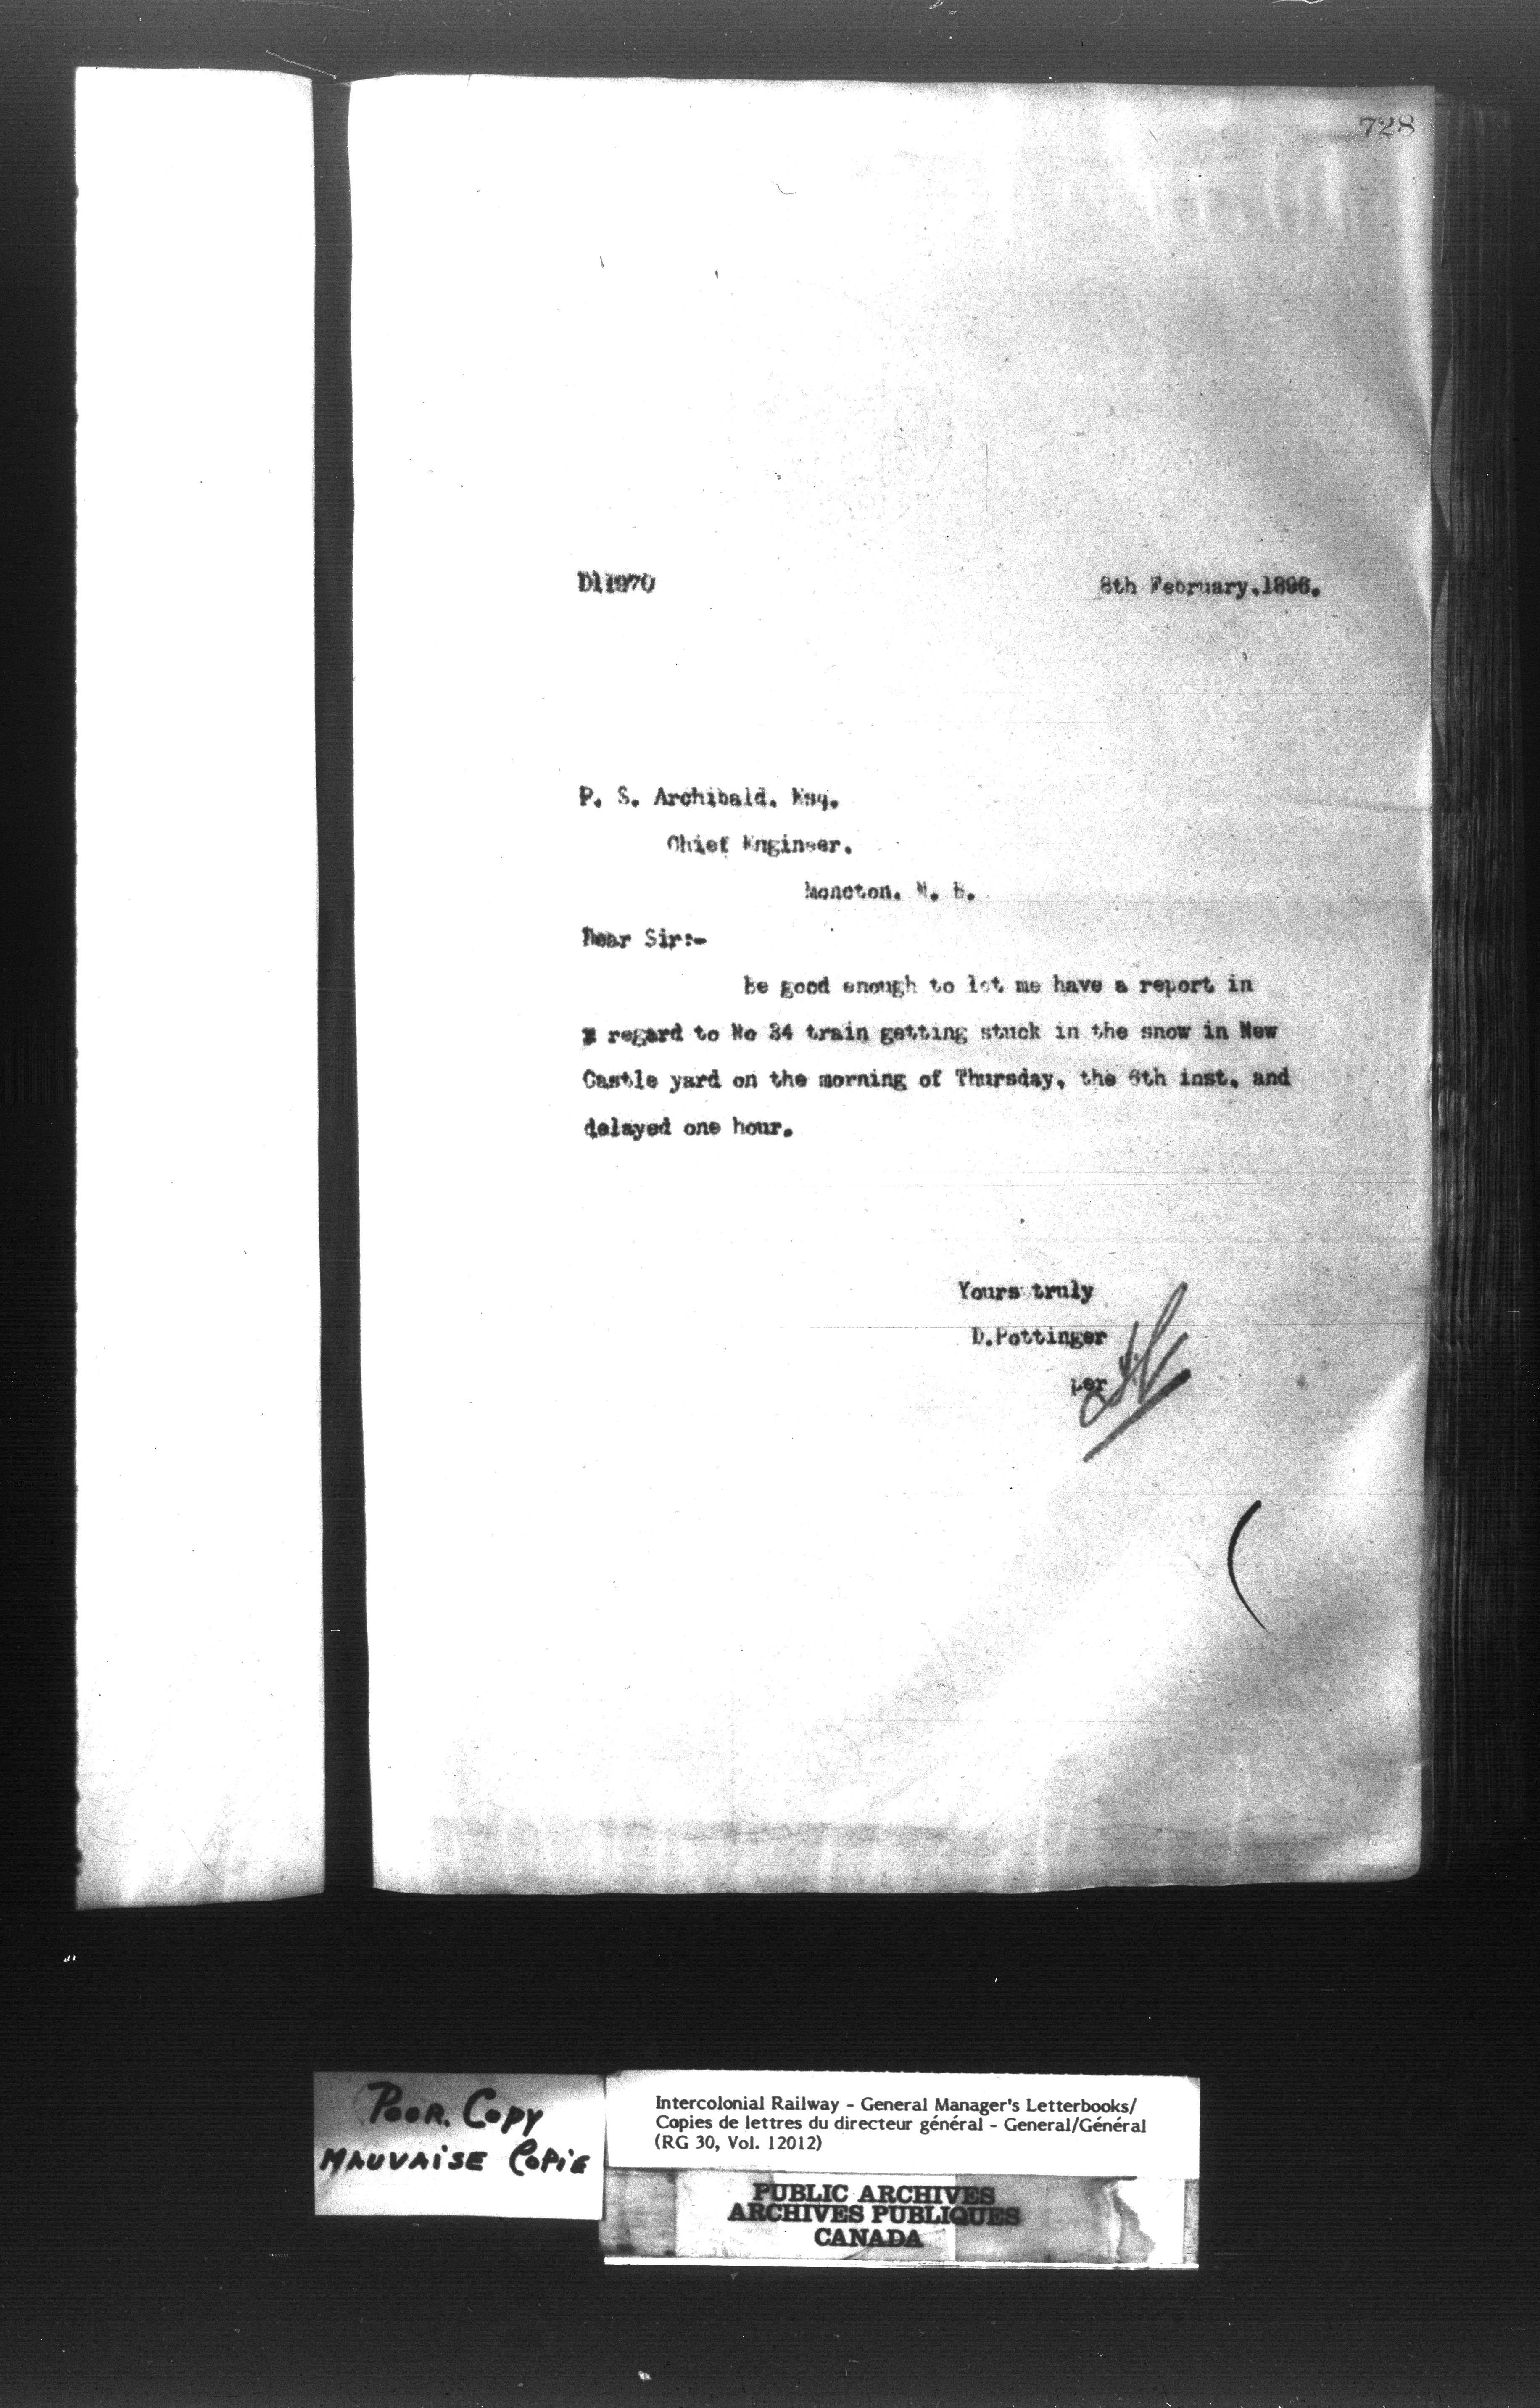 728
D11970 8th February.1896.
P. S. Archibald. Esq.
Chief Engineer.
Moncton. N. B.
Dear Sir:-
Be good enough to let me have a report in
regard to No 34 train getting stuck in the snow in New
Castle yard on the morning of Thursday, the 6th inst, and
delayed one hour.
Yours truly
D.Pottinger
per
POOR. COPY
MAUVAISE COPIE
Intercolonial Railway - General Manager's Letterbooks/
Copies de lettres du directeur général - General/Général
(RG 30, Vol. 12012)
PUBLIC ARCHIVES
ARCHIVES PUBLIQUES
CANADA